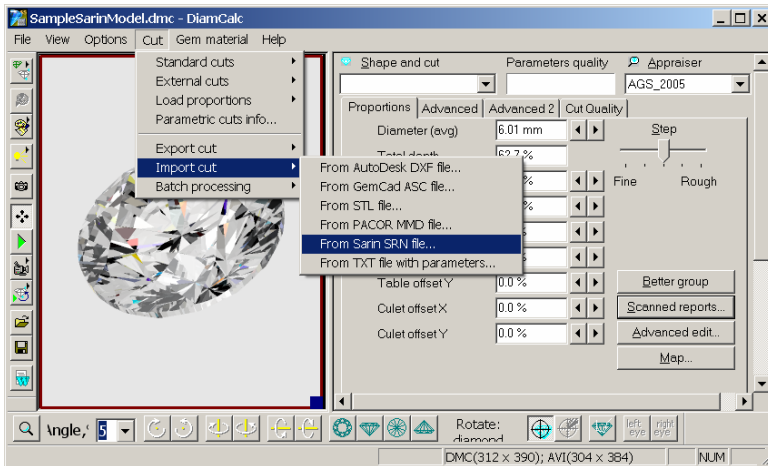 SampleSarinModel.dmc - DiamCalc
File View Options Cut Gem material Help
Standard cuts
External cuts
Load proportions
Parametric cuts info...
Export cut
Import cut
Batch processing
From AutoDesk DXF file...
From GemCad ASC file...
From STL file...
From PACOR MMD file...
From Sarin SRN file...
From TXT file with parameters...
Shape and cut Parameters quality Appraiser
AGS_2005
Proportions Advanced Advanced 2 Cut Quality
Diameter (avg) 6.01 mm Step
Total depth 62.7 %
%
Fine Rough
%
Table offset Y 0.0 % Better group
Culet offset X 0.0 % Scanned reports...
Culet offset Y 0.0 % Advanced edit...
Map...
Angle,° 5 Rotate: left eye right eye
diamond
DMC(312 x 390); AVI(304 x 384) NUM